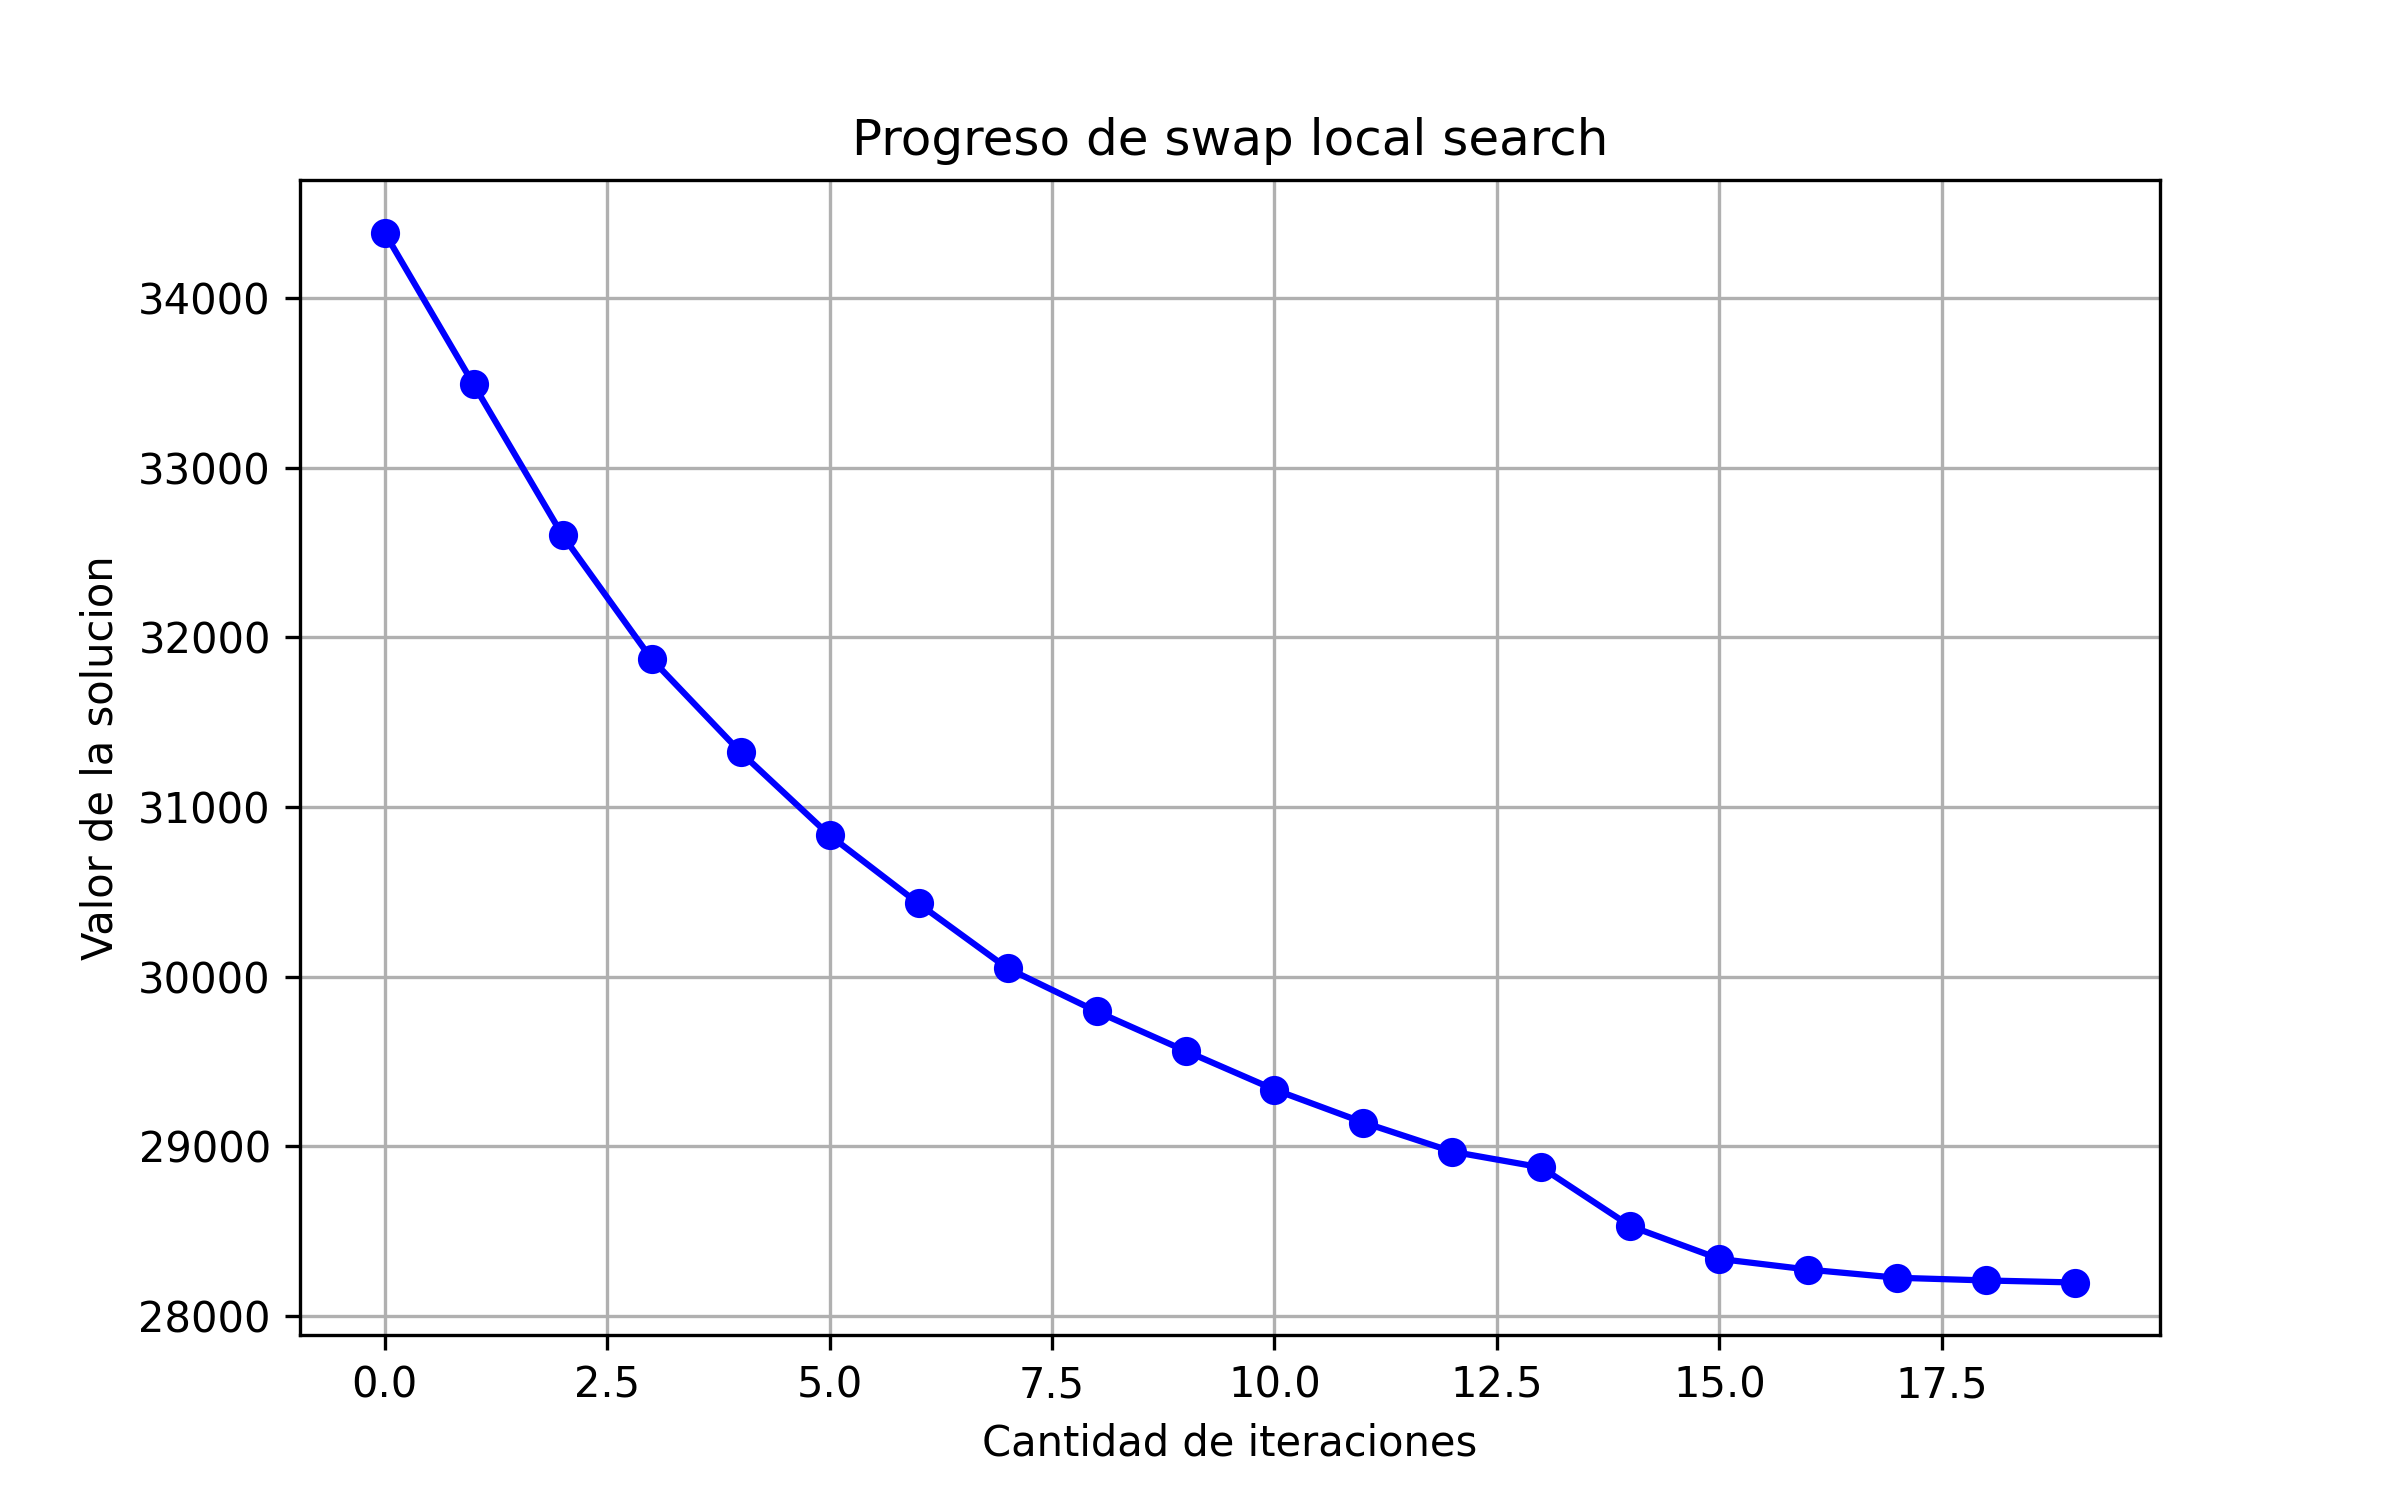 Progreso de swap local search
Valor de la solucion
34000
33000
32000
31000
30000
29000
28000
0.0 2.5 5.0 7.5 10.0 12.5 15.0 17.5
Cantidad de iteraciones